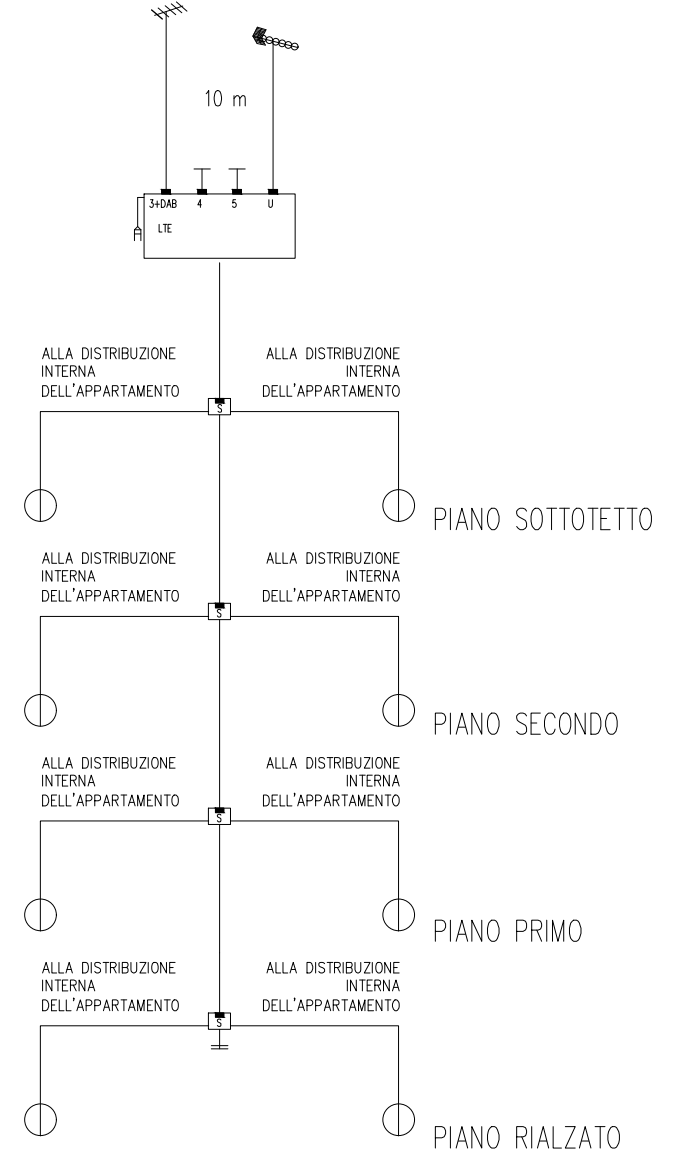 10 m
3+DAB 4 5 U
LTE
ALLA DISTRIBUZIONE
INTERNA
DELL'APPARTAMENTO
ALLA DISTRIBUZIONE
INTERNA
DELL'APPARTAMENTO
S
PIANO SOTTOTETTO
ALLA DISTRIBUZIONE
INTERNA
DELL'APPARTAMENTO
ALLA DISTRIBUZIONE
INTERNA
DELL'APPARTAMENTO
S
PIANO SECONDO
ALLA DISTRIBUZIONE
INTERNA
DELL'APPARTAMENTO
ALLA DISTRIBUZIONE
INTERNA
DELL'APPARTAMENTO
S
PIANO PRIMO
ALLA DISTRIBUZIONE
INTERNA
DELL'APPARTAMENTO
ALLA DISTRIBUZIONE
INTERNA
DELL'APPARTAMENTO
S
PIANO RIALZATO